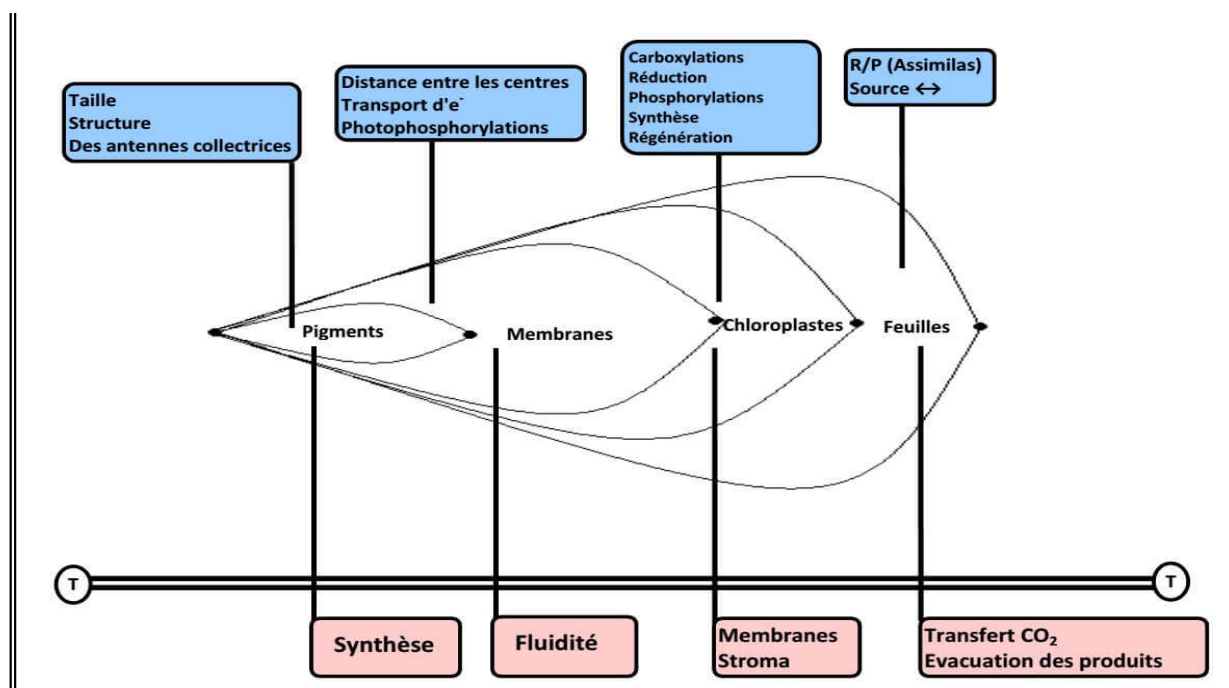 Taille
Structure
Des antennes collectrices
Distance entre les centres
Transport d'e-
Photophosphorylations
Carboxylations
Réduction
Phosphorylations
Synthèse
Régénération
R/P (Assimilas)
Source ↔
Pigments
Membranes
Chloroplastes
Feuilles
T
T
Synthèse
Fluidité
Membranes
Stroma
Transfert CO₂
Evacuation des produits